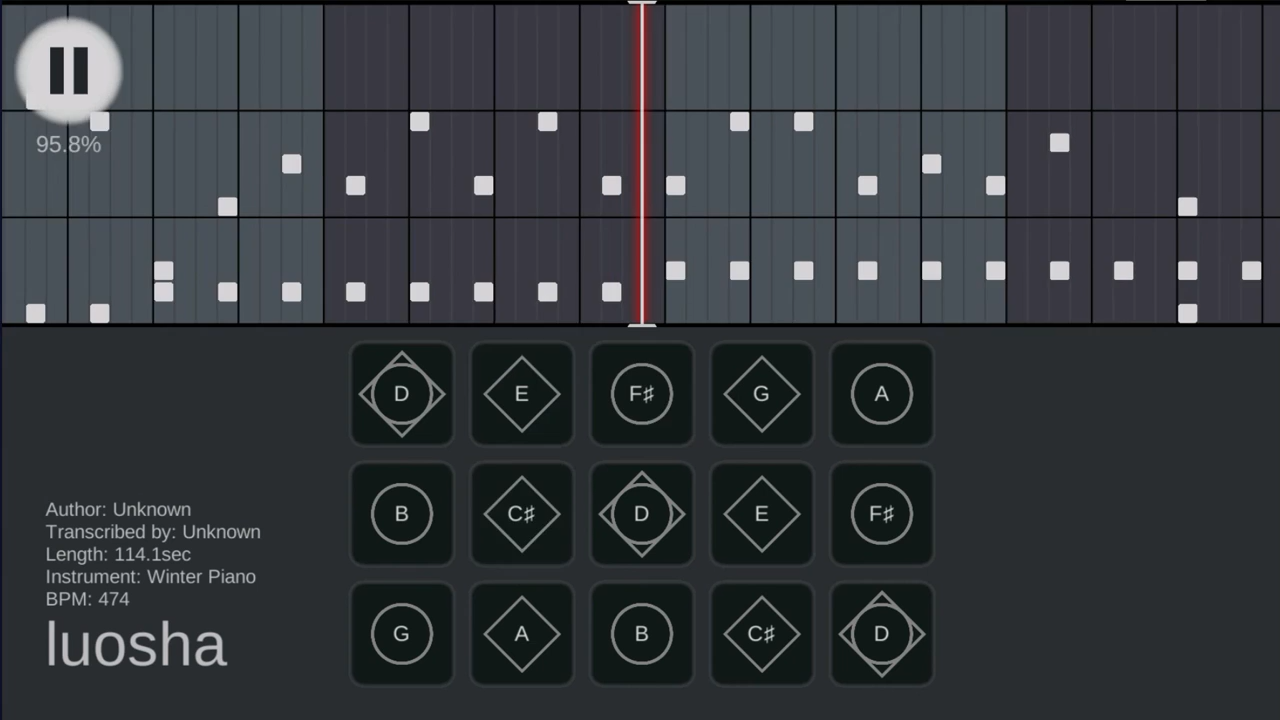 95.8%
D E F♯ G A
B C♯ D E F♯
G A B C♯ D
Author: Unknown
Transcribed by: Unknown
Length: 114.1sec
Instrument: Winter Piano
BPM: 474
luosha